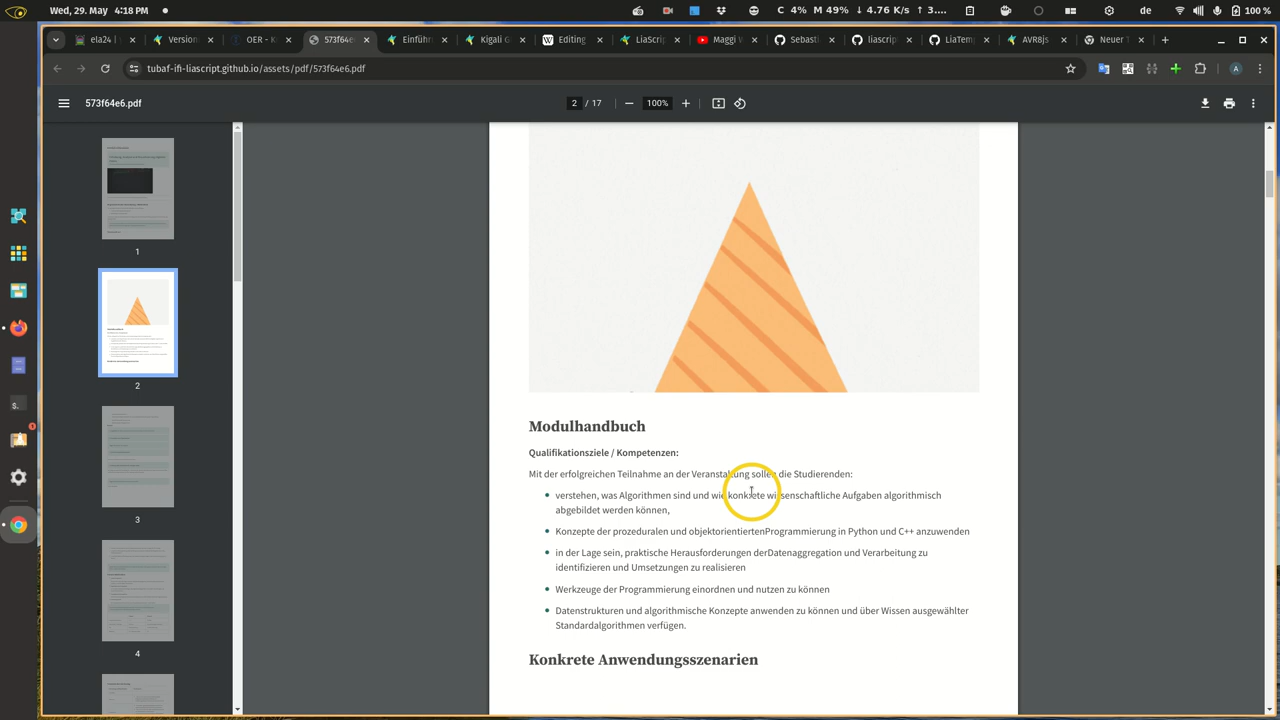 Wed, 29. May 4:18 PM
C 4% M 49% ↓ 4.76 K/s ↑ 3....
de
100 %
ela24 |
Version
OER - K
573f64e
Einführ
Kigali G
Editing
LiaScrip
Maggi V
Sebasti
liascrip
LiaTem
AVR8js
Neuer T
tubaf-ifi-liascript.github.io/assets/pdf/573f64e6.pdf
A
573f64e6.pdf
2 / 17
100%
1
2
3
4
$.
1
Modulhandbuch
Qualifikationsziele / Kompetenzen:
Mit der erfolgreichen Teilnahme an der Veranstaltung sollen die Studierenden:
verstehen, was Algorithmen sind und wie konkrete wissenschaftliche Aufgaben algorithmisch
abgebildet werden können,
Konzepte der prozeduralen und objektorientiertenProgrammierung in Python und C++ anzuwenden
in der Lage sein, praktische Herausforderungen derDatenaggregation und Verarbeitung zu
identifizieren und Umsetzungen zu realisieren
Werkzeuge der Programmierung einordnen und nutzen zu können
Datenstrukturen und algorithmische Konzepte anwenden zu können und über Wissen ausgewählter
Standardalgorithmen verfügen.
Konkrete Anwendungsszenarien